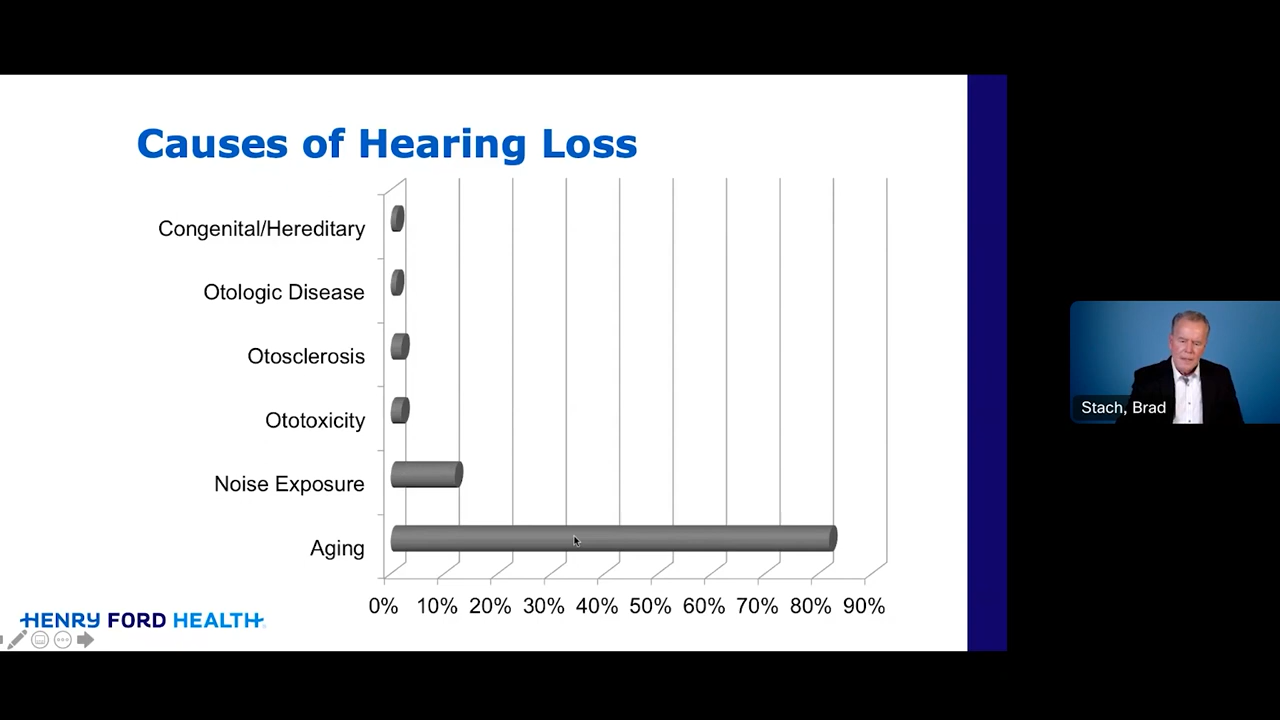 Causes of Hearing Loss
Congenital/Hereditary
Otologic Disease
Otosclerosis
Ototoxicity
Noise Exposure
Aging
0% 10% 20% 30% 40% 50% 60% 70% 80% 90%
HENRY FORD HEALTH
Stach, Brad